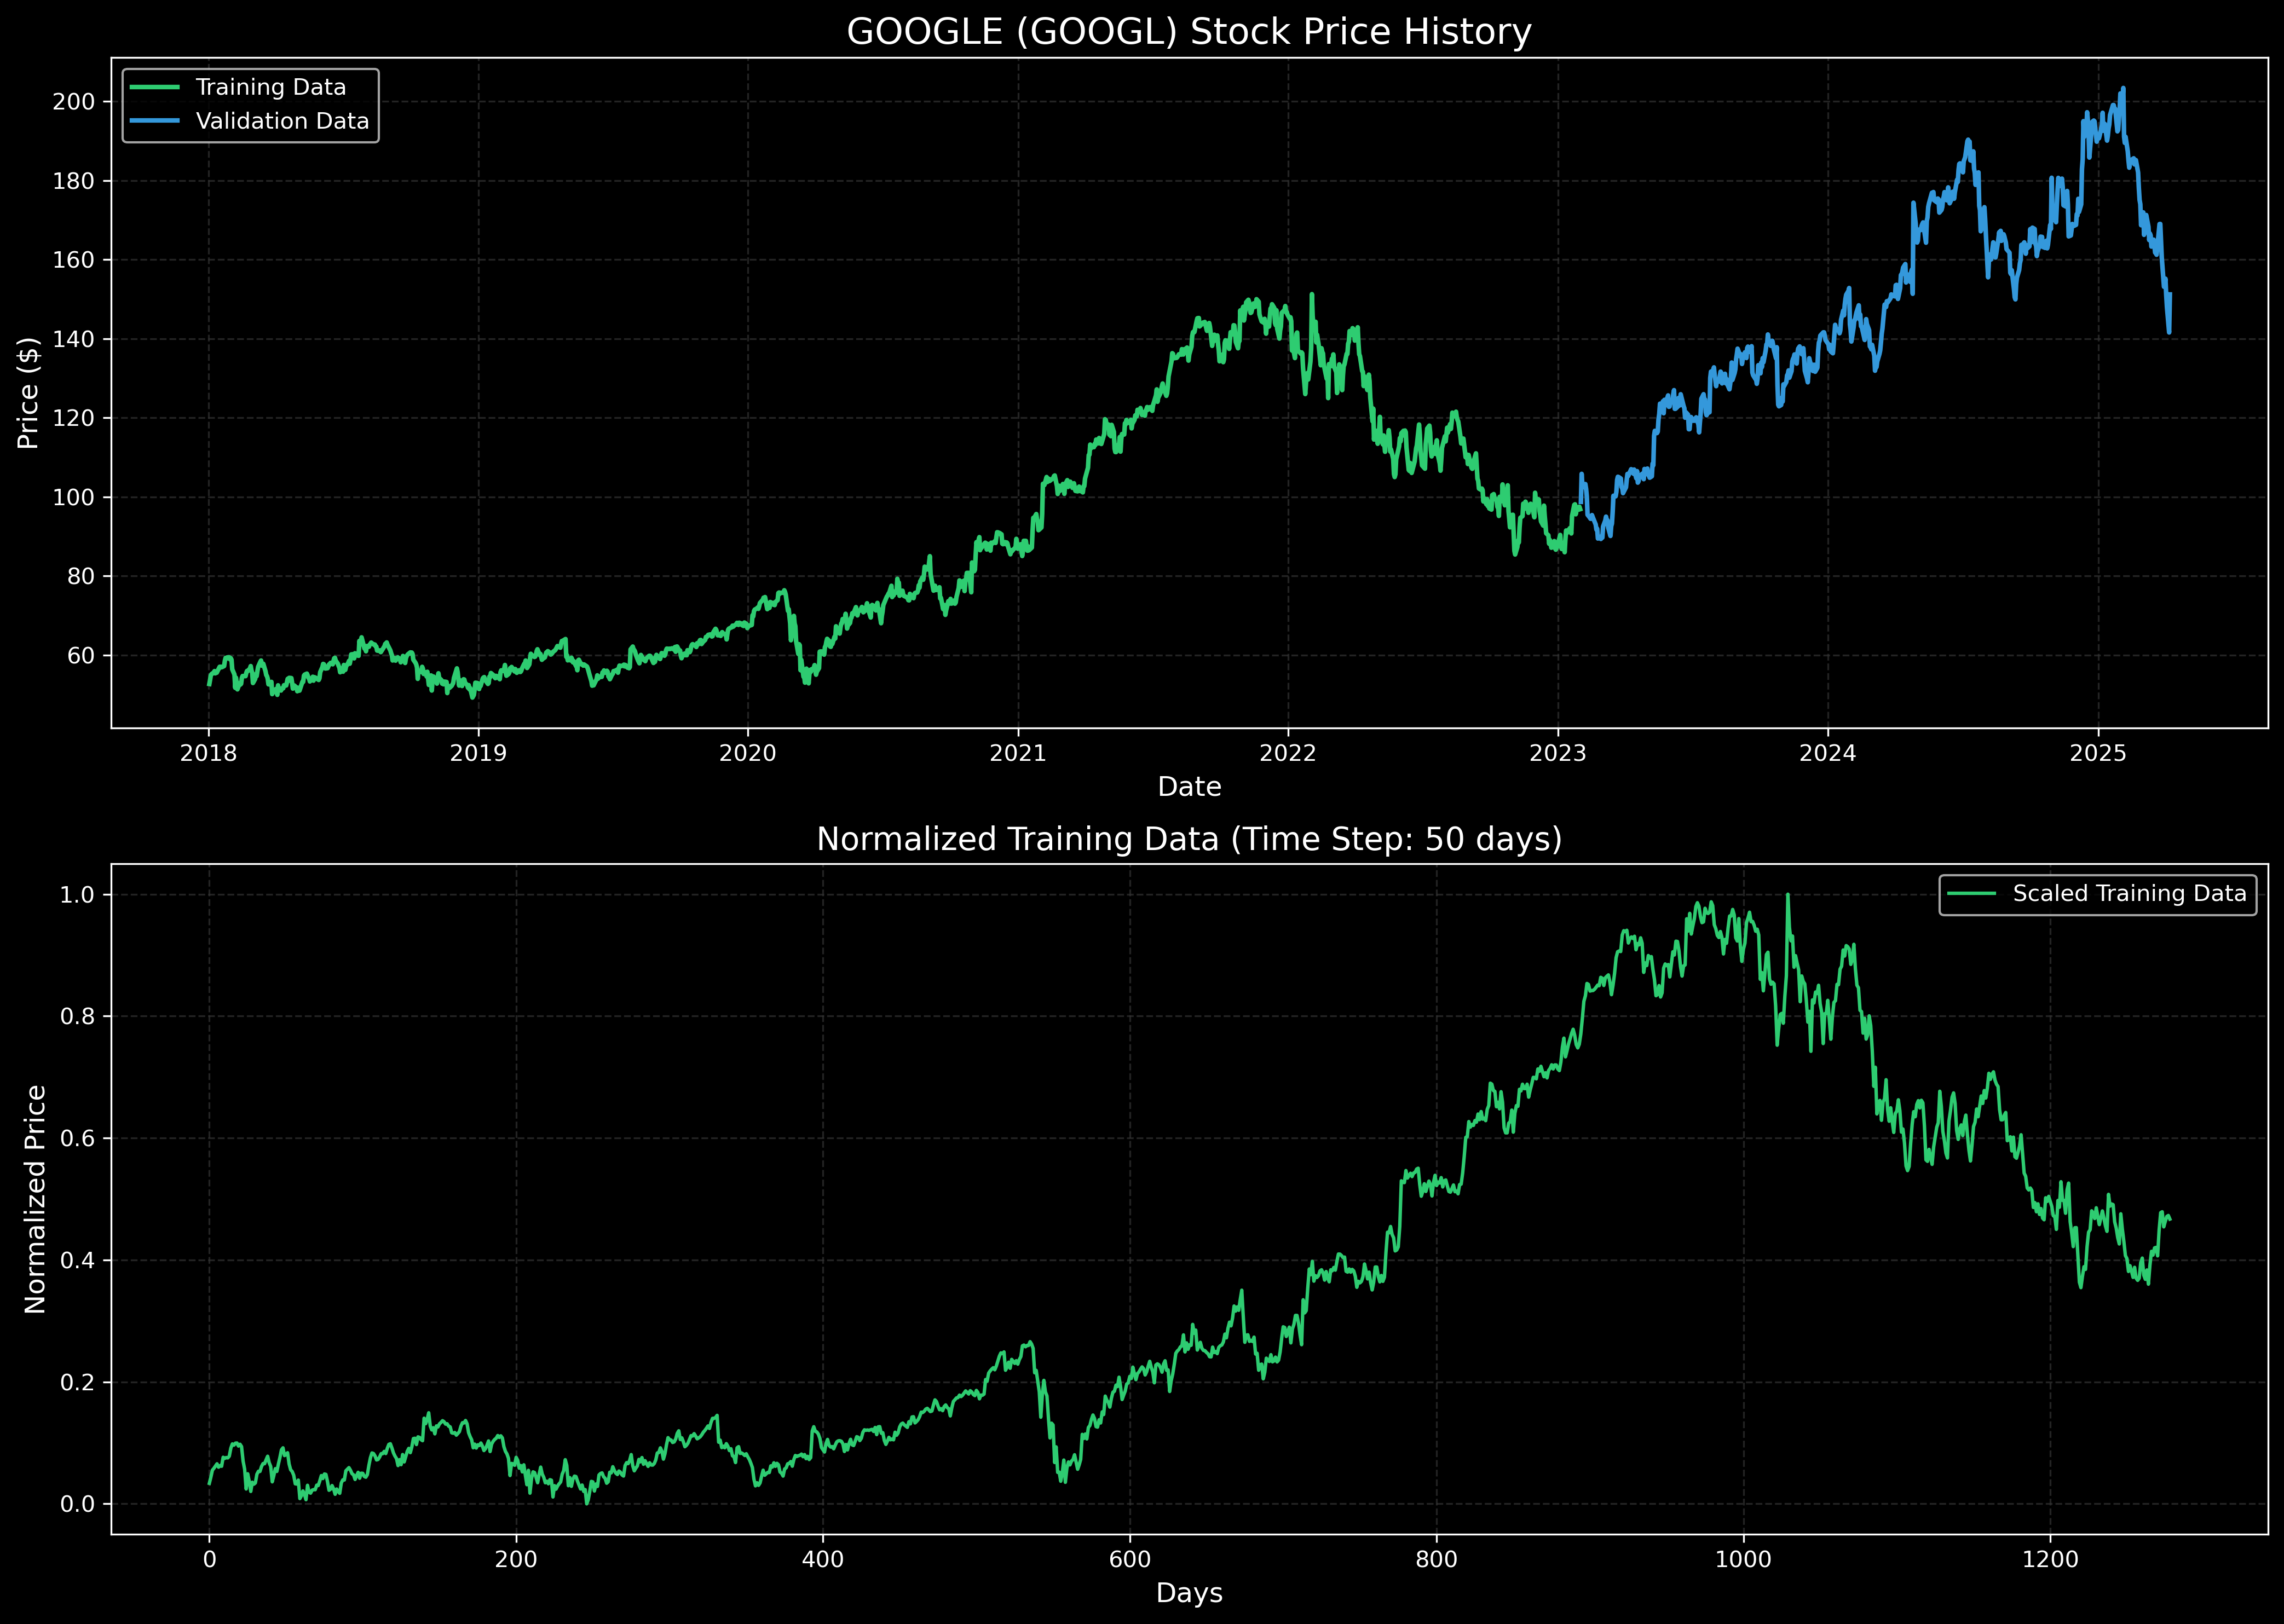 GOOGLE (GOOGL) Stock Price History
Training Data
Validation Data
Price ($)
200
180
160
140
120
100
80
60
2018 2019 2020 2021 2022 2023 2024 2025
Date
Normalized Training Data (Time Step: 50 days)
Scaled Training Data
Normalized Price
1.0
0.8
0.6
0.4
0.2
0.0
0 200 400 600 800 1000 1200
Days